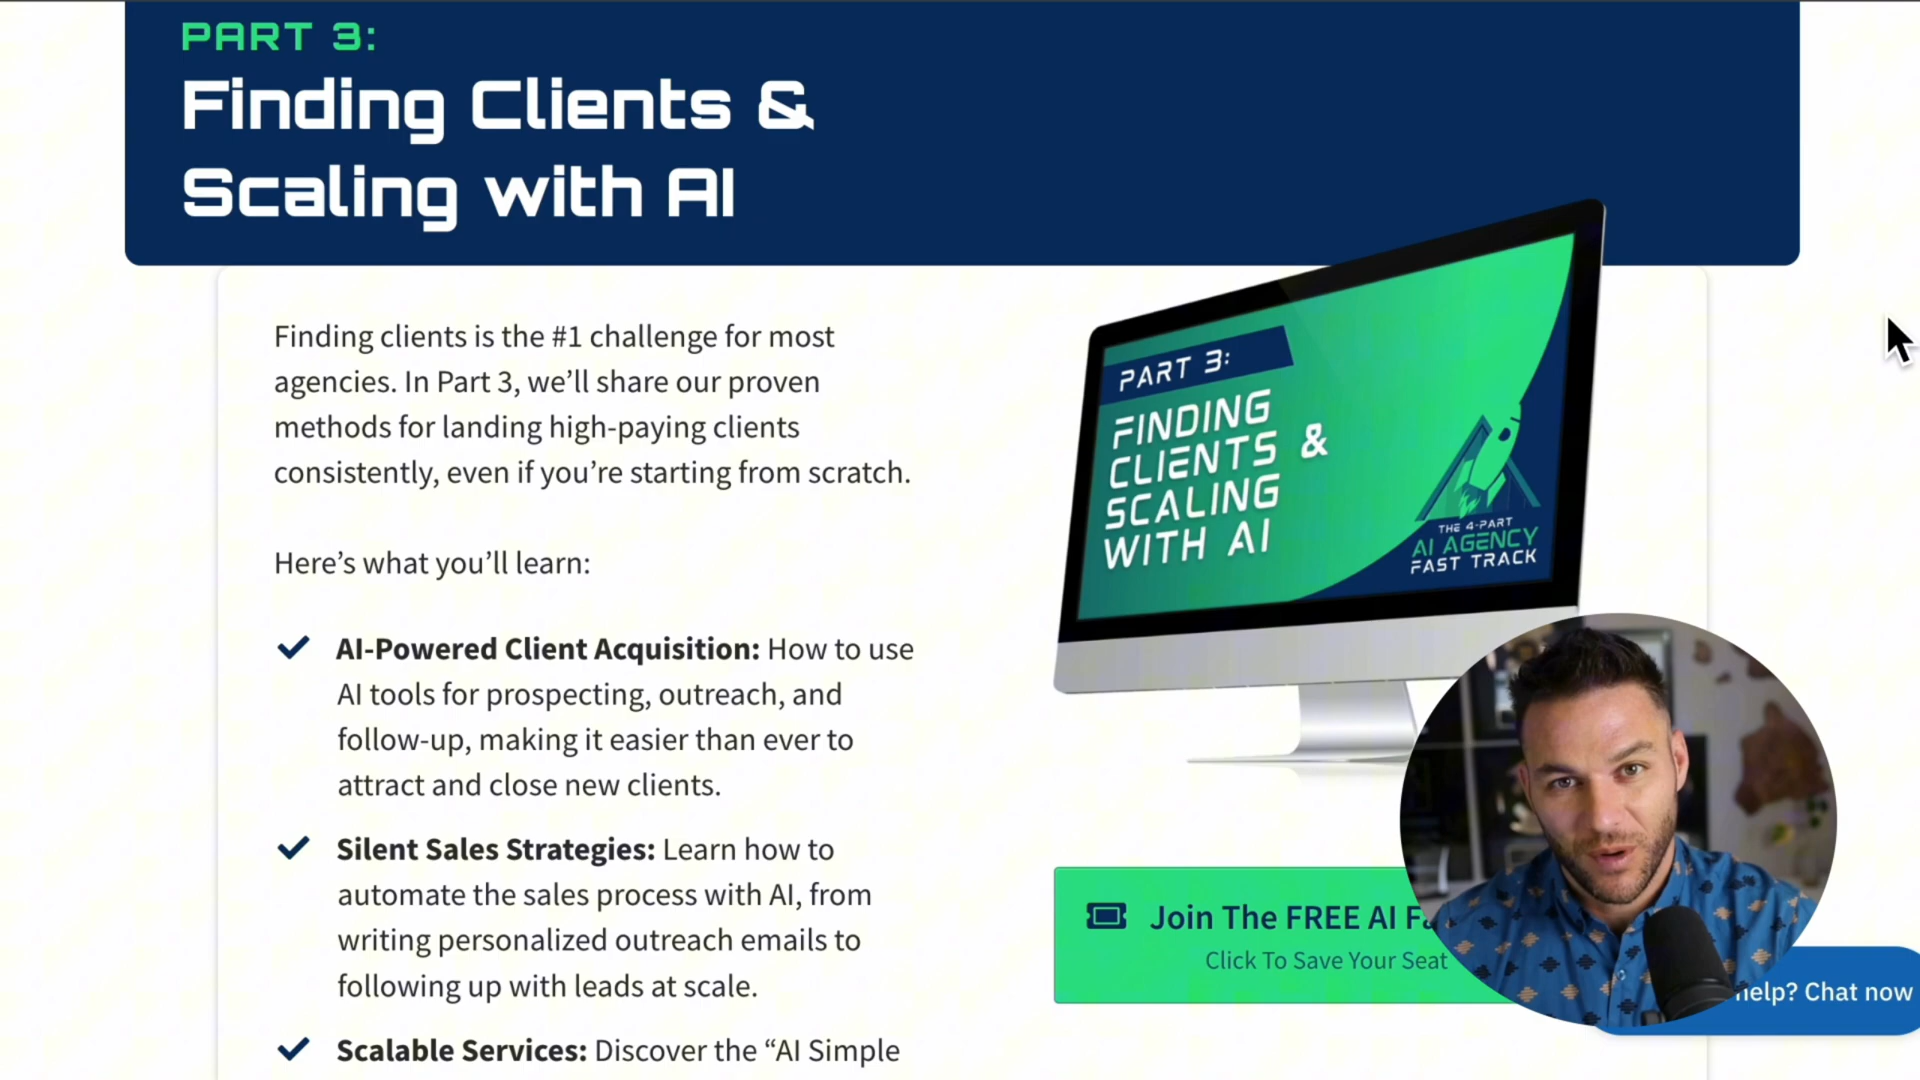 PART 3:
Finding Clients &
Scaling with AI
Finding clients is the #1 challenge for most
agencies. In Part 3, we’ll share our proven
methods for landing high-paying clients
consistently, even if you’re starting from scratch.
Here’s what you’ll learn:
AI-Powered Client Acquisition: How to use
AI tools for prospecting, outreach, and
follow-up, making it easier than ever to
attract and close new clients.
Silent Sales Strategies: Learn how to
automate the sales process with AI, from
writing personalized outreach emails to
following up with leads at scale.
Scalable Services: Discover the “AI Simple
PART 3:
FINDING
CLIENTS &
SCALING
WITH AI
THE 4-PART
AI AGENCY
FAST TRACK
Join The FREE AI
Click To Save Your Seat
help? Chat now